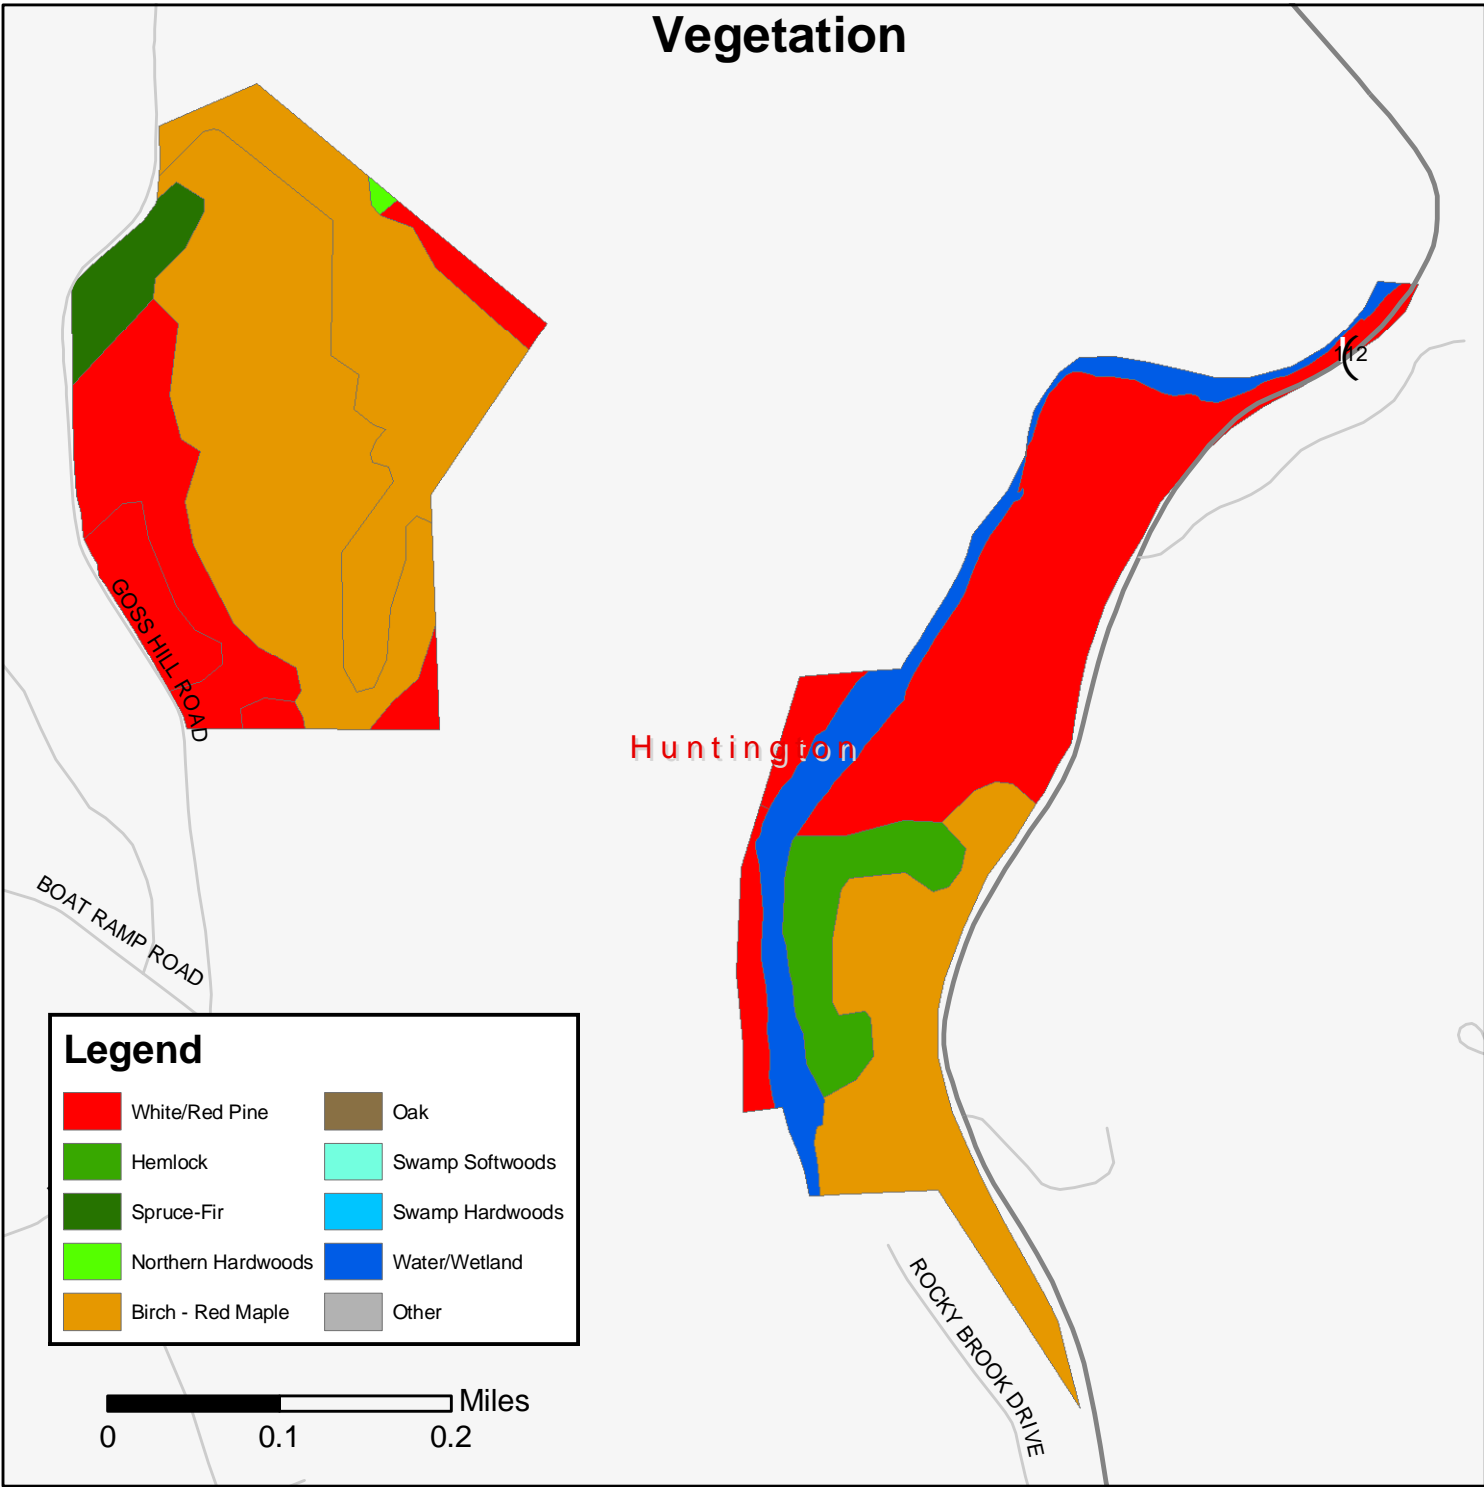 Vegetation
112
GOSS HILL ROAD
Huntington
BOAT RAMP ROAD
Legend
White/Red Pine
Oak
Hemlock
Swamp Softwoods
Spruce-Fir
Swamp Hardwoods
Northern Hardwoods
Water/Wetland
Birch - Red Maple
Other
ROCKY BROOK DRIVE
Miles
0 0.1 0.2